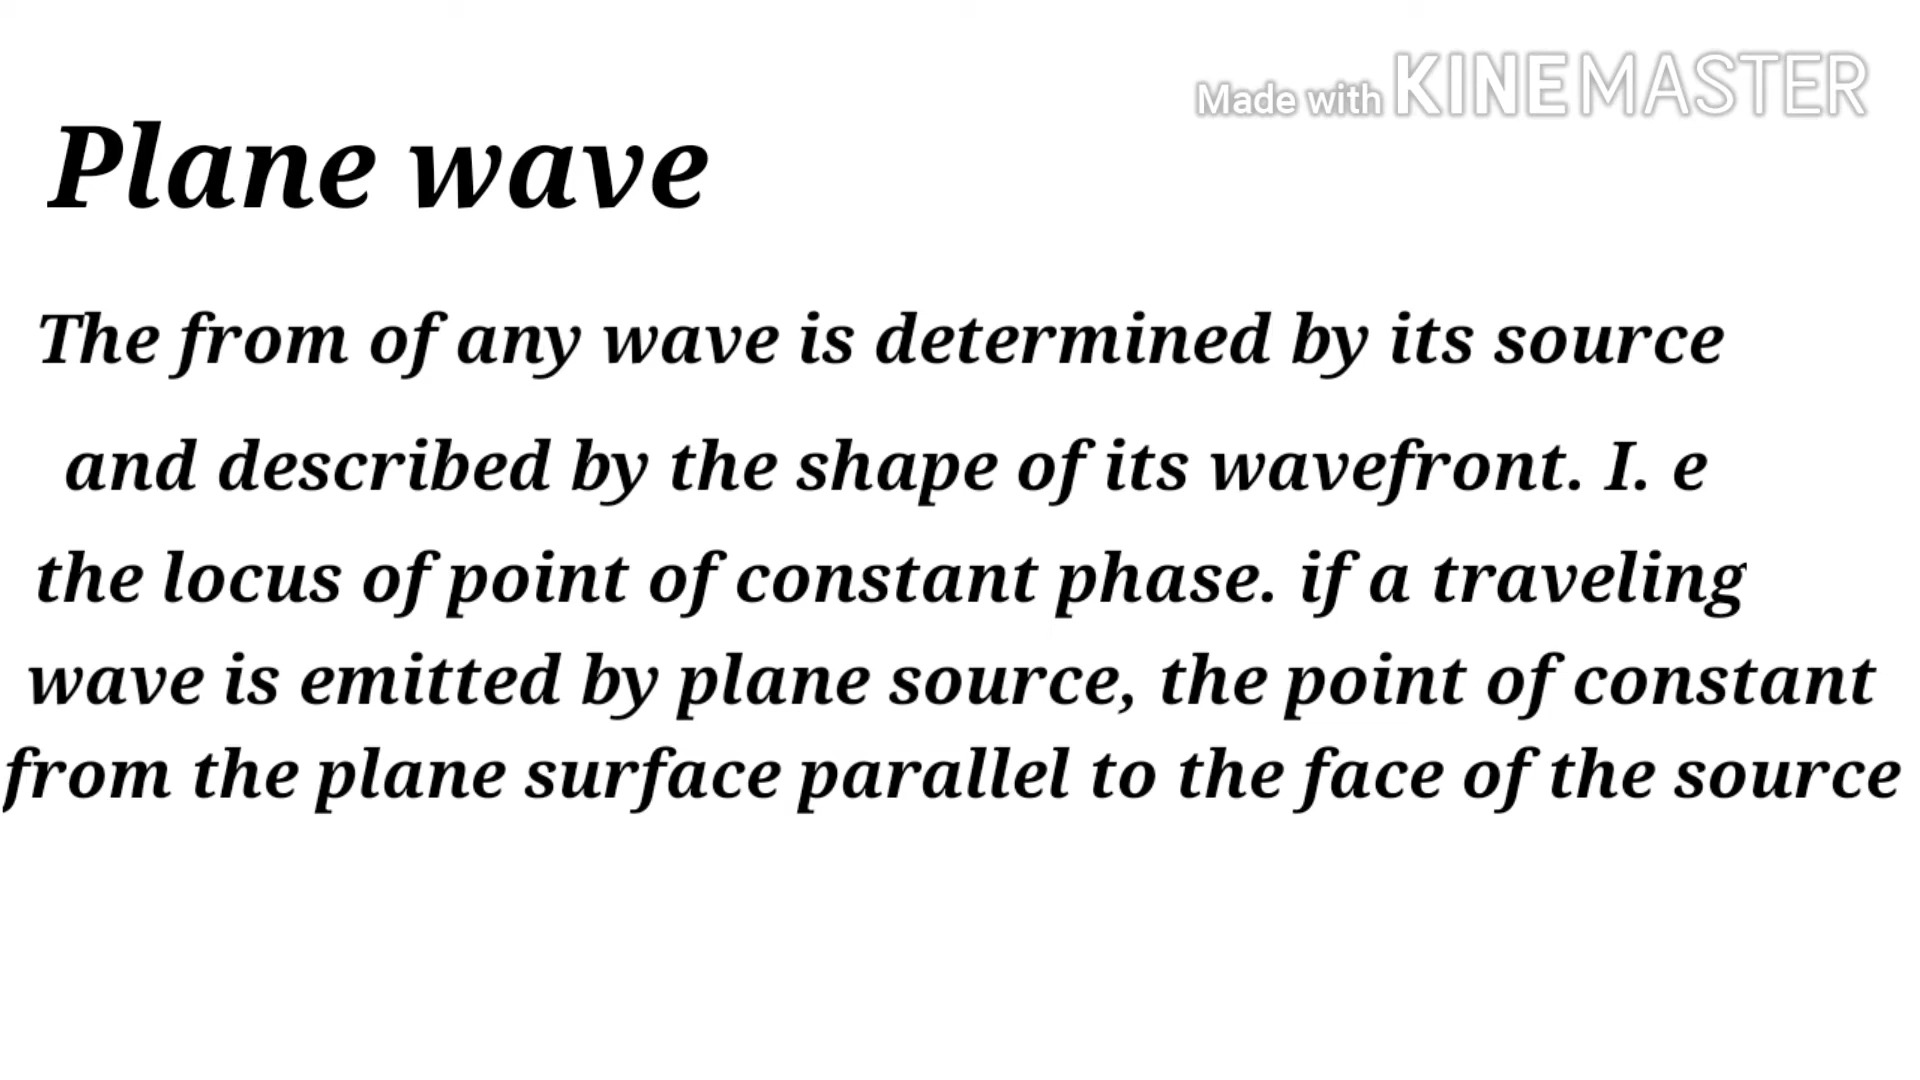 Made with KINEMASTER
Plane wave
The from of any wave is determined by its source
and described by the shape of its wavefront. I. e
the locus of point of constant phase. if a traveling
wave is emitted by plane source, the point of constant
from the plane surface parallel to the face of the source